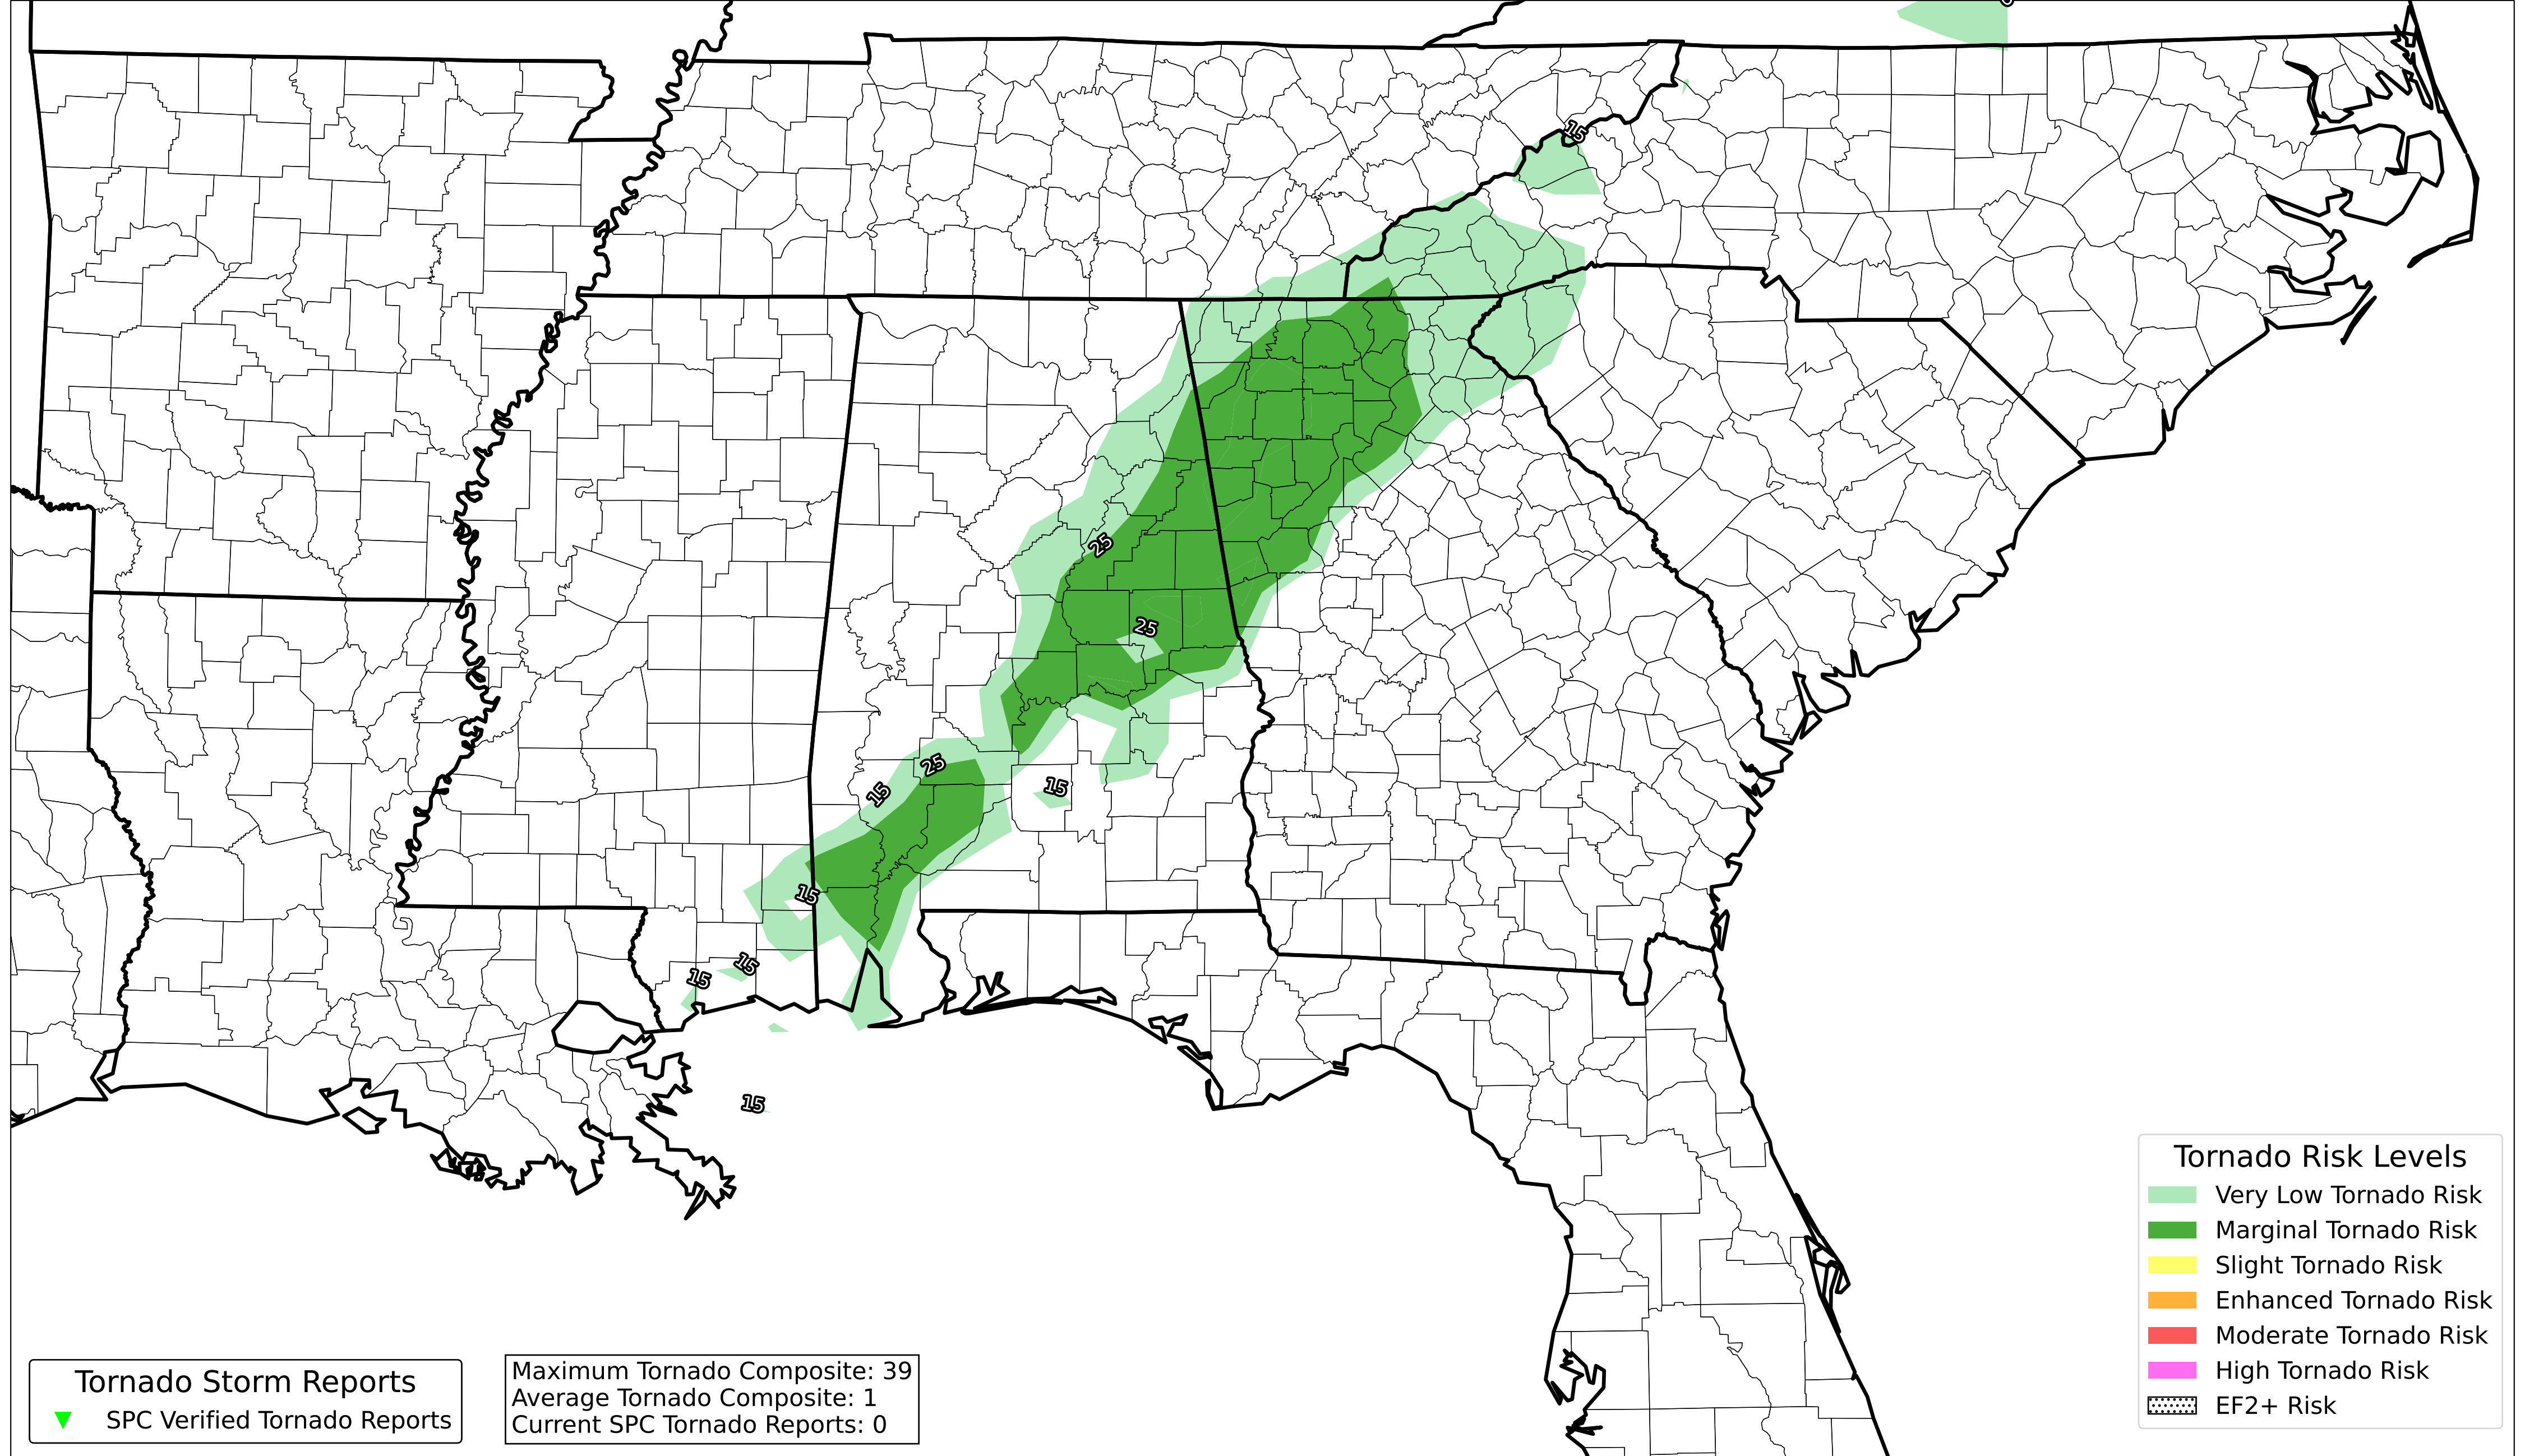 15
25
25
25
15
15
15
15
15
15
Tornado Risk Levels
Very Low Tornado Risk
Marginal Tornado Risk
Slight Tornado Risk
Enhanced Tornado Risk
Moderate Tornado Risk
High Tornado Risk
EF2+ Risk
Tornado Storm Reports
SPC Verified Tornado Reports
Maximum Tornado Composite: 39
Average Tornado Composite: 1
Current SPC Tornado Reports: 0